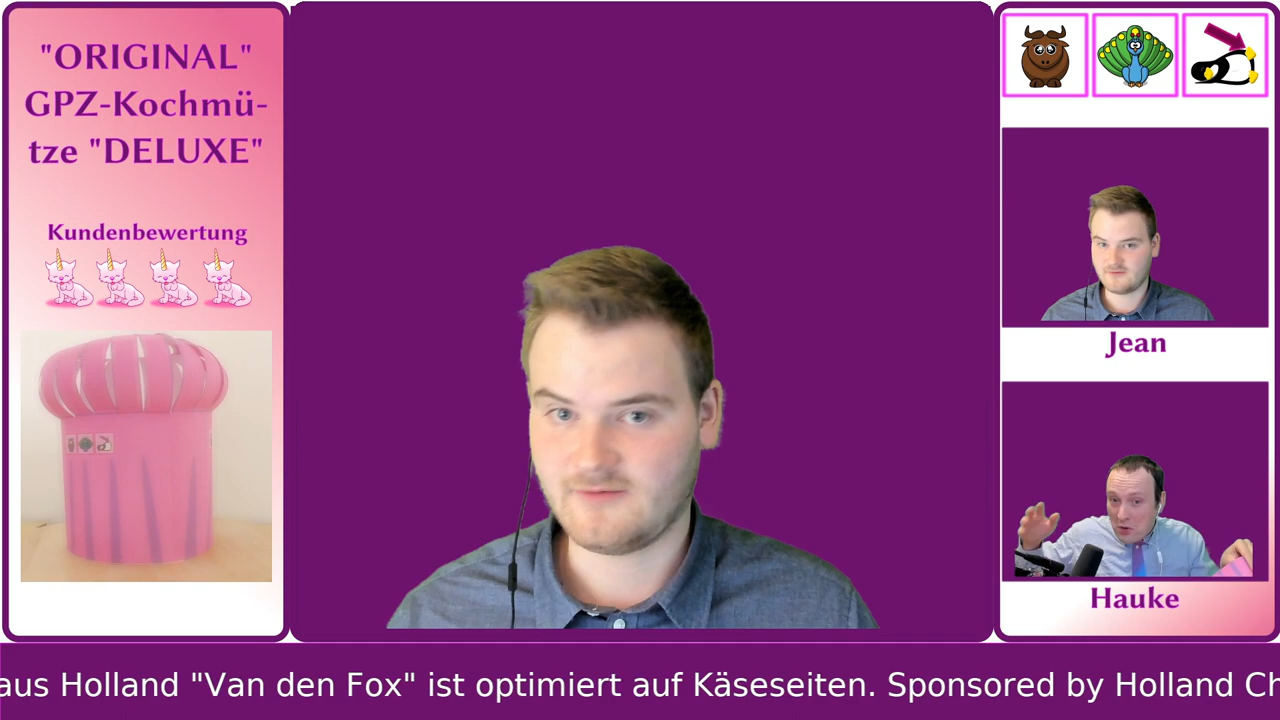 "ORIGINAL"
GPZ-Kochmü-
tze "DELUXE"
Kundenbewertung
Jean
Hauke
aus Holland "Van den Fox" ist optimiert auf Käseseiten. Sponsored by Holland Ch